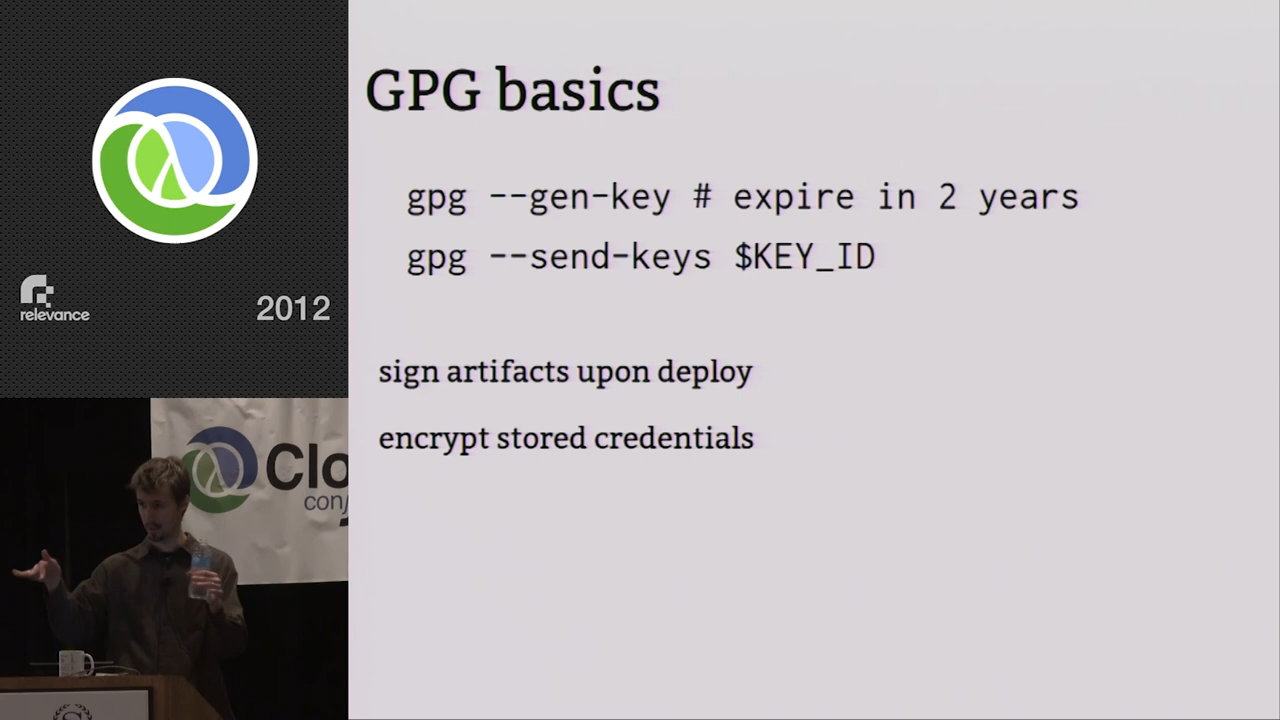 GPG basics
gpg --gen-key # expire in 2 years
gpg --send-keys $KEY_ID
sign artifacts upon deploy
encrypt stored credentials
relevance
2012
Clo
conj
S